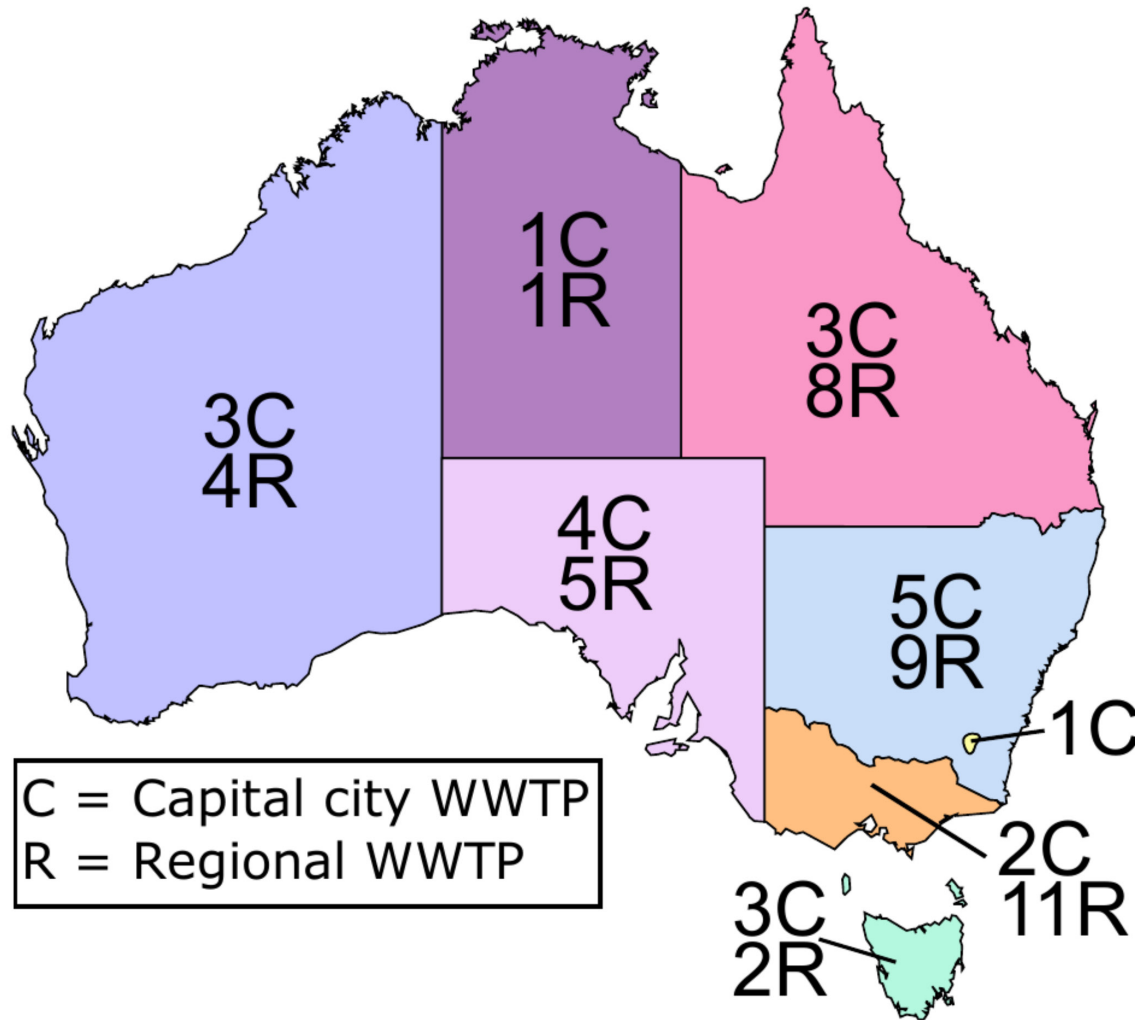 1C
1R
3C
8R
3C
4R
4C
5R
5C
9R
1C
C = Capital city WWTP
R = Regional WWTP
2C
11R
3C
2R